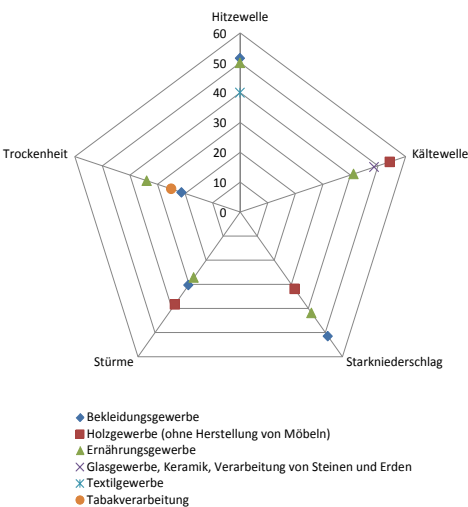 Hitzewelle
60
50
40
30
20
10
0
Trockenheit
Kältewelle
Stürme
Starkniederschlag
Bekleidungsgewerbe
Holzgewerbe (ohne Herstellung von Möbeln)
Ernährungsgewerbe
Glasgewerbe, Keramik, Verarbeitung von Steinen und Erden
Textilgewerbe
Tabakverarbeitung